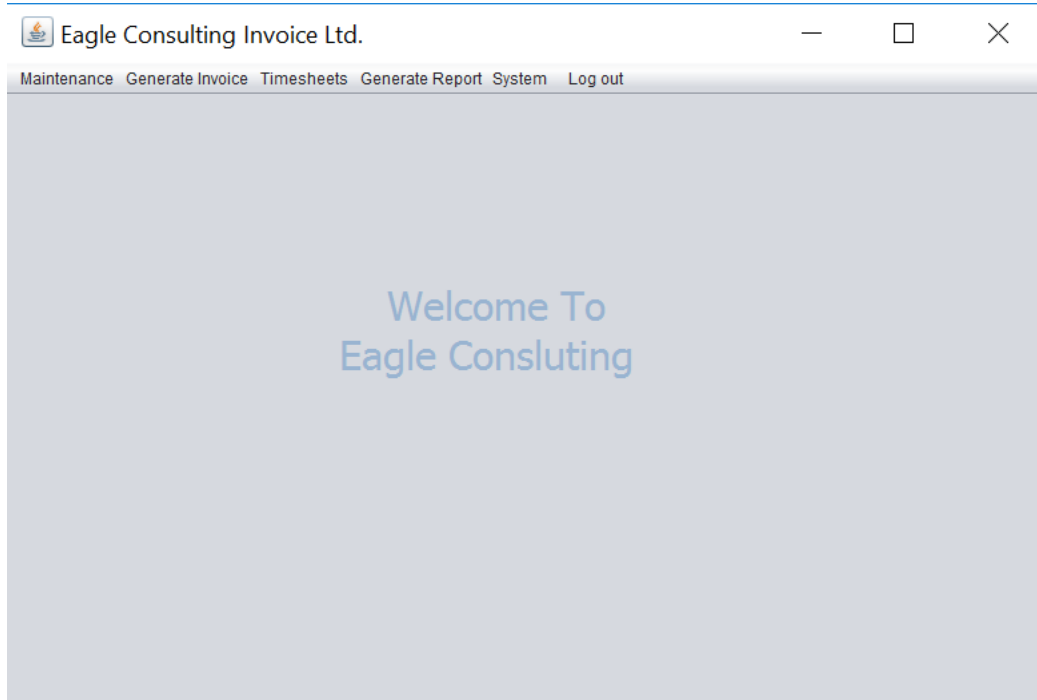 Eagle Consulting Invoice Ltd.
Maintenance Generate Invoice Timesheets Generate Report System Log out
Welcome To
Eagle Consluting